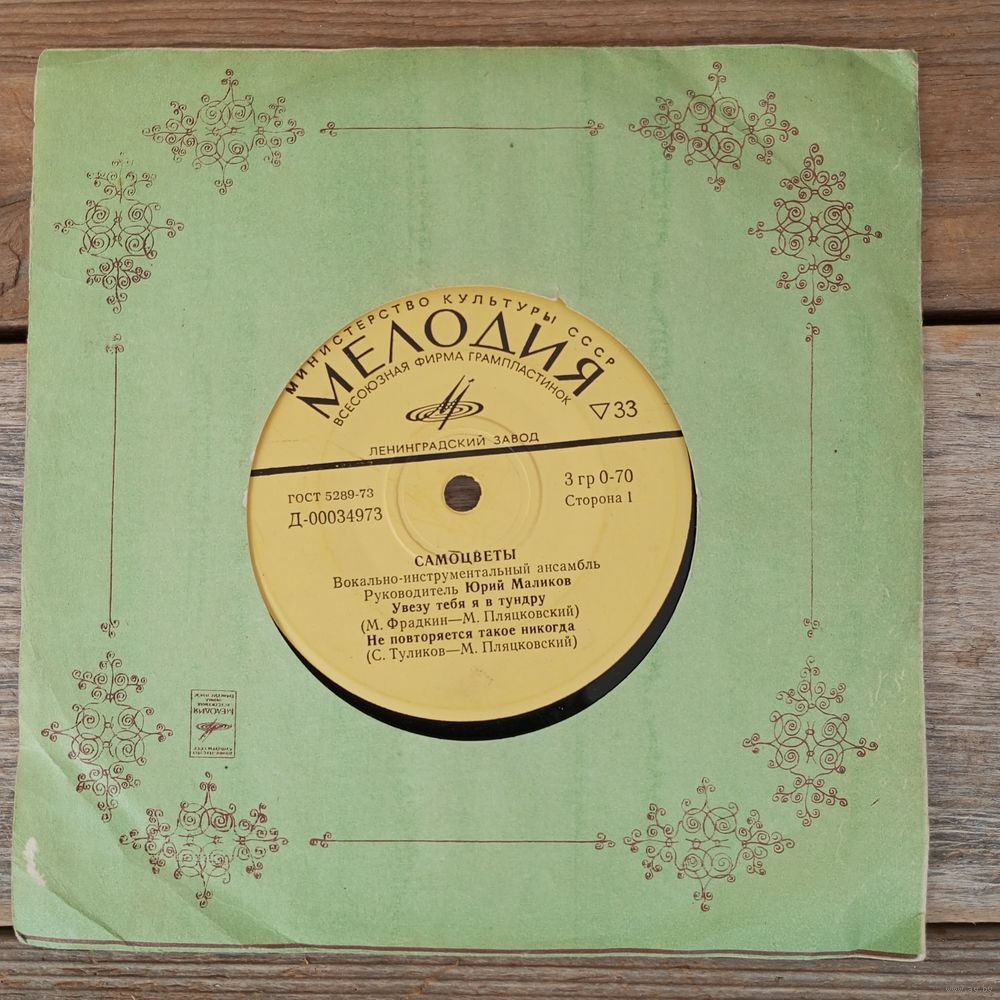 МИНИСТЕРСТВО КУЛЬТУРЫ СССР
МЕЛОДИЯ
ВСЕСОЮЗНАЯ ФИРМА ГРАМПЛАСТИНОК
33
ЛЕНИНГРАДСКИЙ ЗАВОД
ГОСТ 5289-73
Д-00034973
3 гр 0-70
Сторона 1
САМОЦВЕТЫ
Вокально-инструментальный ансамбль
Руководитель Юрий Маликов
Увезу тебя я в тундру
(М. Фрадкин—М. Пляцковский)
Не повторяется такое никогда
(С. Туликов—М. Пляцковский)
МЕЛОДИЯ